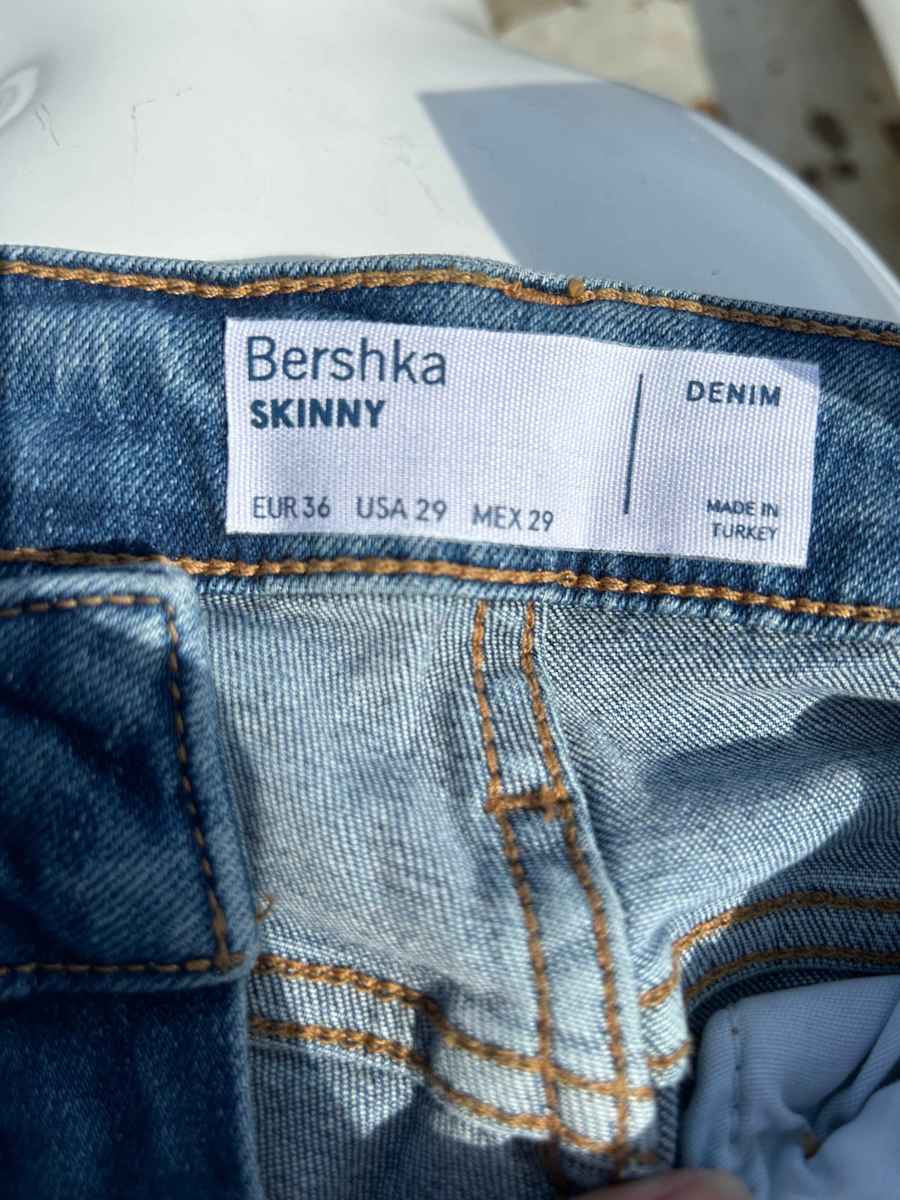 Bershka
SKINNY
EUR 36 USA 29 MEX 29
DENIM
MADE IN
TURKEY